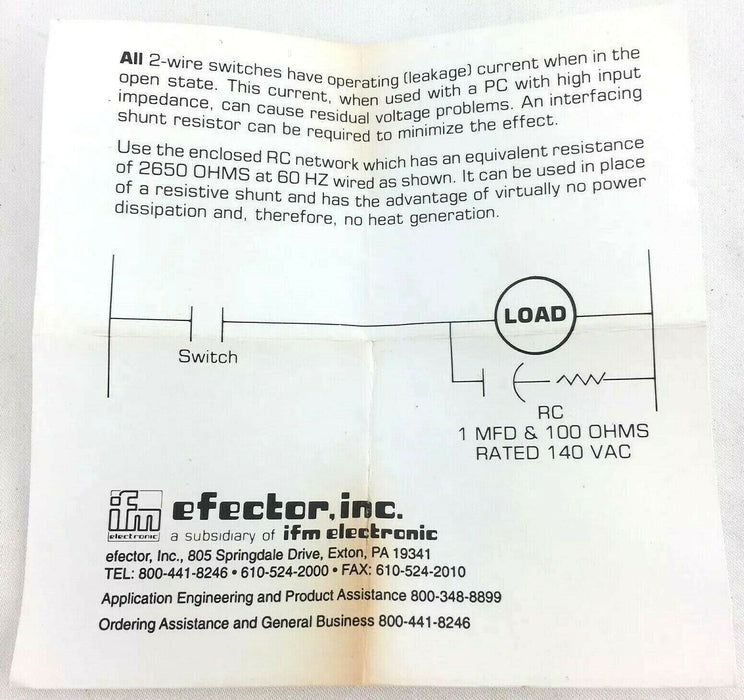 All 2-wire switches have operating (leakage) current when in the
open state. This current, when used with a PC with high input
impedance, can cause residual voltage problems. An interfacing
shunt resistor can be required to minimize the effect.
Use the enclosed RC network which has an equivalent resistance
of 2650 OHMS at 60 HZ wired as shown. It can be used in place
of a resistive shunt and has the advantage of virtually no power
dissipation and, therefore, no heat generation.
LOAD
Switch
RC
1 MFD & 100 OHMS
RATED 140 VAC
ifm
electronic
efector, inc.
a subsidiary of ifm electronic
efector, Inc., 805 Springdale Drive, Exton, PA 19341
TEL: 800-441-8246 • 610-524-2000 • FAX: 610-524-2010
Application Engineering and Product Assistance 800-348-8899
Ordering Assistance and General Business 800-441-8246